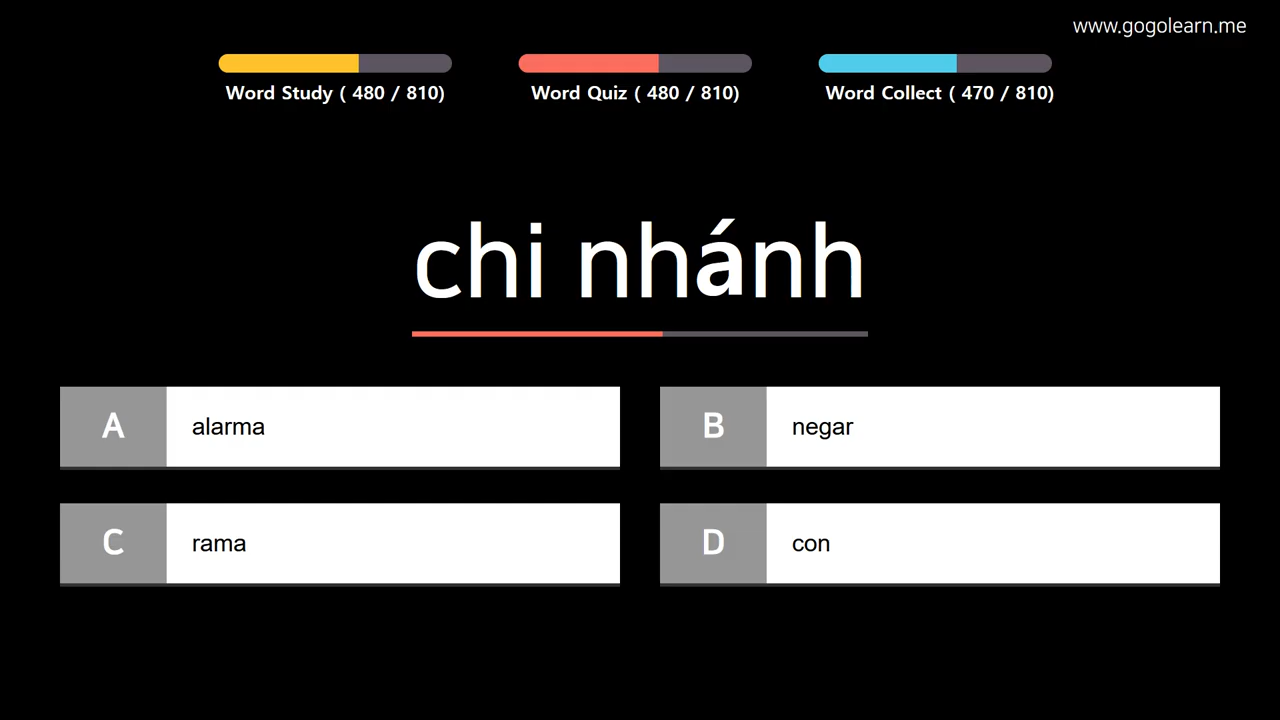 www.gogolearn.me
Word Study ( 480 / 810)
Word Quiz ( 480 / 810)
Word Collect ( 470 / 810)
chi nhánh
A alarma
B negar
C rama
D con